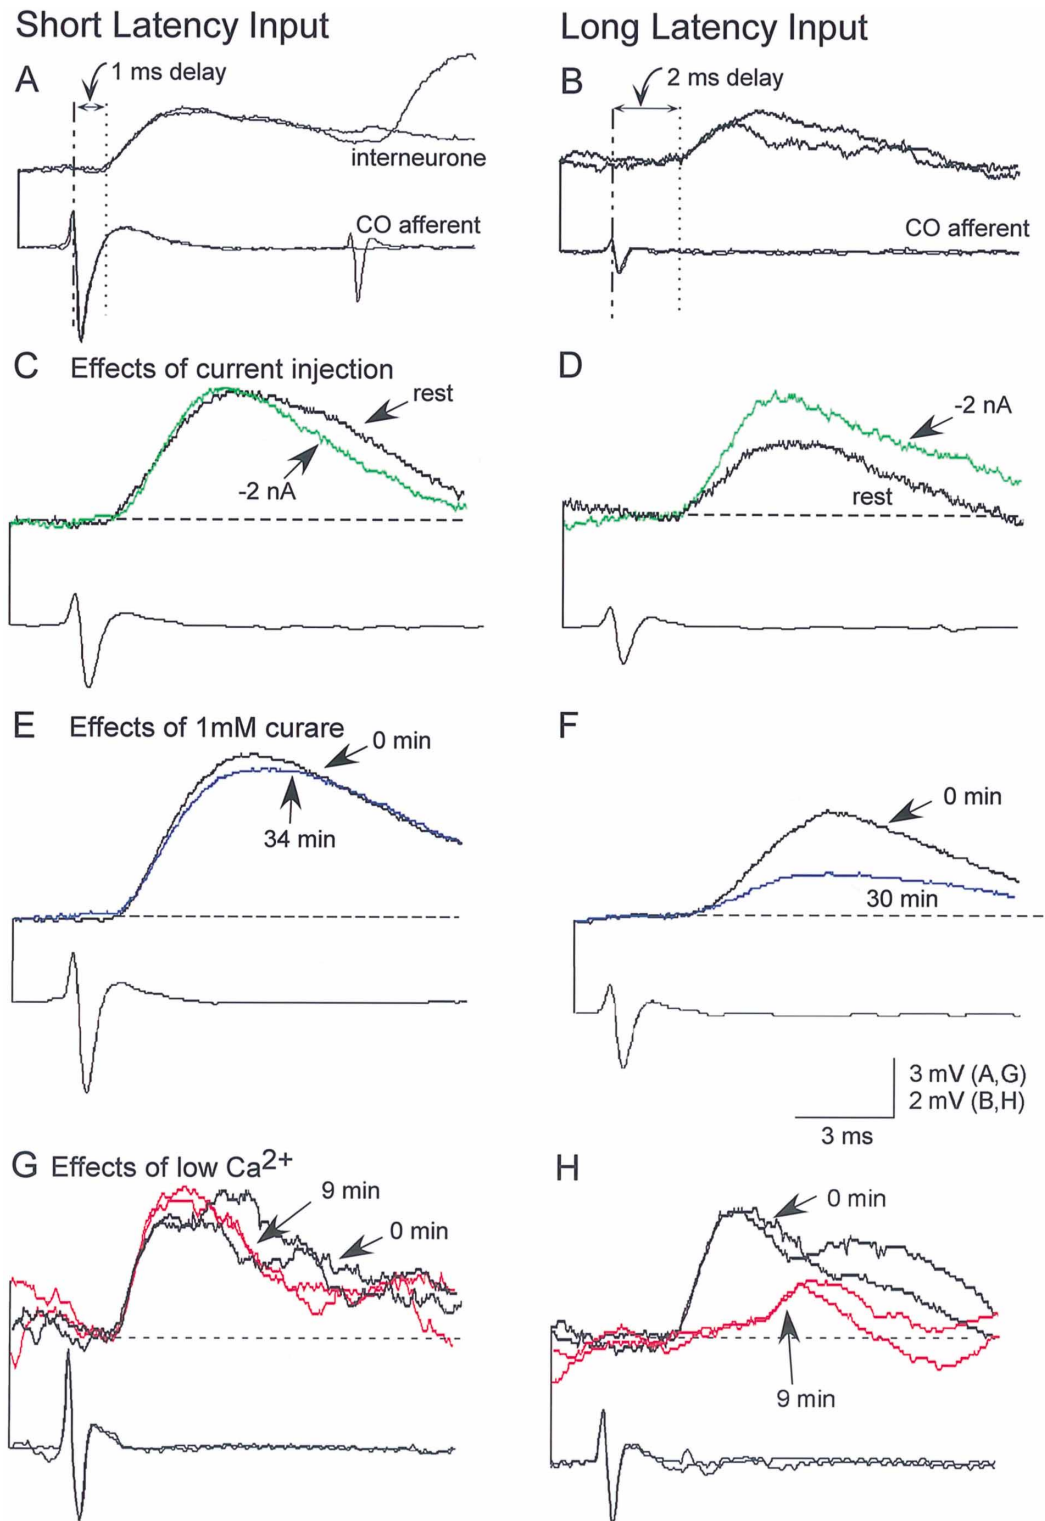 Short Latency Input
Long Latency Input
A
1 ms delay
interneurone
CO afferent
B
2 ms delay
CO afferent
C Effects of current injection
rest
-2 nA
D
-2 nA
rest
E Effects of 1mM curare
0 min
34 min
F
0 min
30 min
3 mV (A,G)
2 mV (B,H)
3 ms
G Effects of low Ca2+
9 min
0 min
H
0 min
9 min